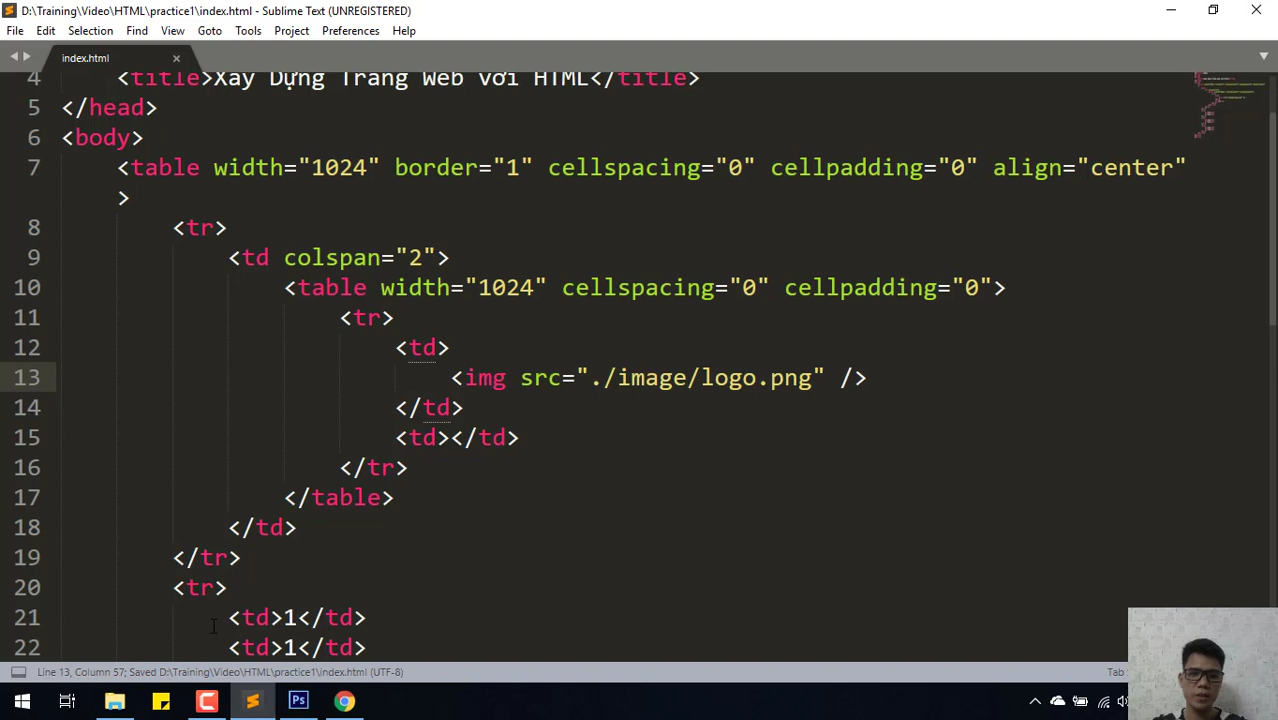 D:\Training\Video\HTML\practice1\index.html - Sublime Text (UNREGISTERED)
File Edit Selection Find View Goto Tools Project Preferences Help
index.html
4 <title>Xây Dựng Trang Web với HTML</title>
5 </head>
6 <body>
7 <table width="1024" border="1" cellspacing="0" cellpadding="0" align="center"
>
8 <tr>
9 <td colspan="2">
10 <table width="1024" cellspacing="0" cellpadding="0">
11 <tr>
12 <td>
13 <img src="./image/logo.png" />
14 </td>
15 <td></td>
16 </tr>
17 </table>
18 </td>
19 </tr>
20 <tr>
21 <td>1</td>
22 <td>1</td>
Line 13, Column 57; Saved D:\Training\Video\HTML\practice1\index.html (UTF-8)
Tab